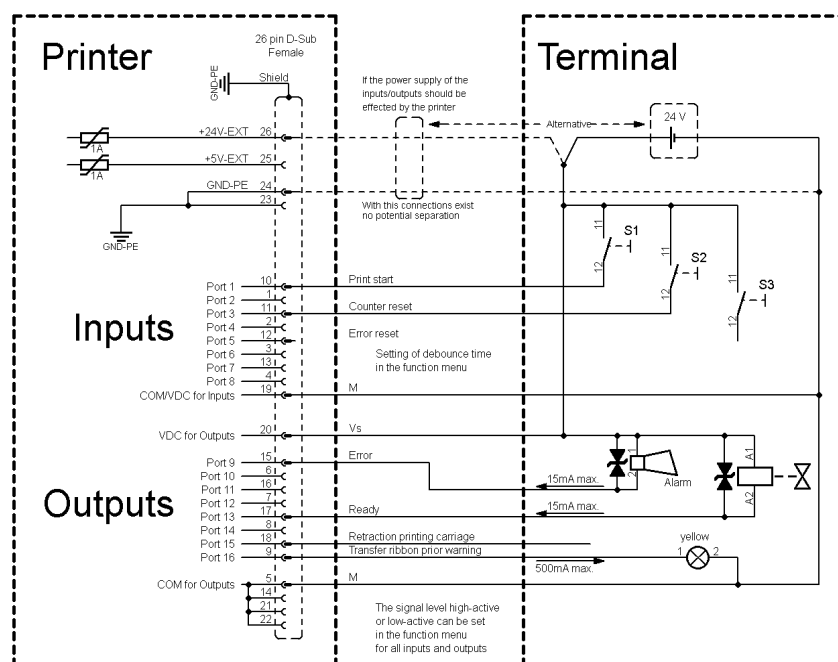 Printer
26 pin D-Sub
Female
Terminal
Shield
GND-PE
If the power supply of the
inputs/outputs should be
effected by the printer
Alternative
24 V
+24V-EXT 26
1A
+5V-EXT 25
1A
GND-PE 24
23
GND-PE
With this connections exist
no potential separation
11
S1
12
11
S2
12
11
S3
12
Inputs
Port 1 10 Print start
Port 2 1
Port 3 11 Counter reset
Port 4 2
Port 5 12 Error reset
Port 6 3
Port 7 13
Port 8 4
COM/VDC for Inputs 19 M
Setting of debounce time
in the function menu
VDC for Outputs 20 Vs
Outputs
Port 9 15 Error
Port 10 6
Port 11 16
Port 12 7
Port 13 17 Ready
Port 14 8
Port 15 18 Retraction printing carriage
Port 16 9 Transfer ribbon prior warning
COM for Outputs 5 M
14
21
22
15mA max.
1
2
Alarm
A1
A2
15mA max.
yellow
1 2
500mA max.
The signal level high-active
or low-active can be set
in the function menu
for all inputs and outputs